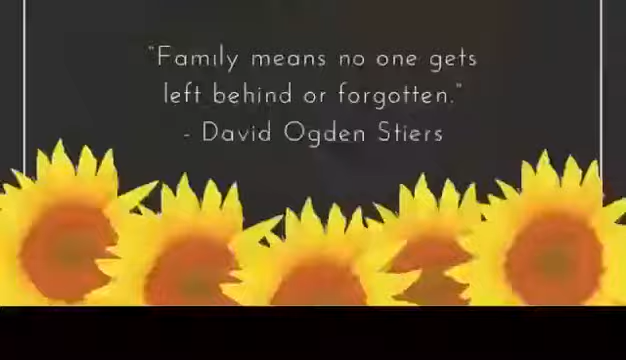 "Family means no one gets
left behind or forgotten."
- David Ogden Stiers